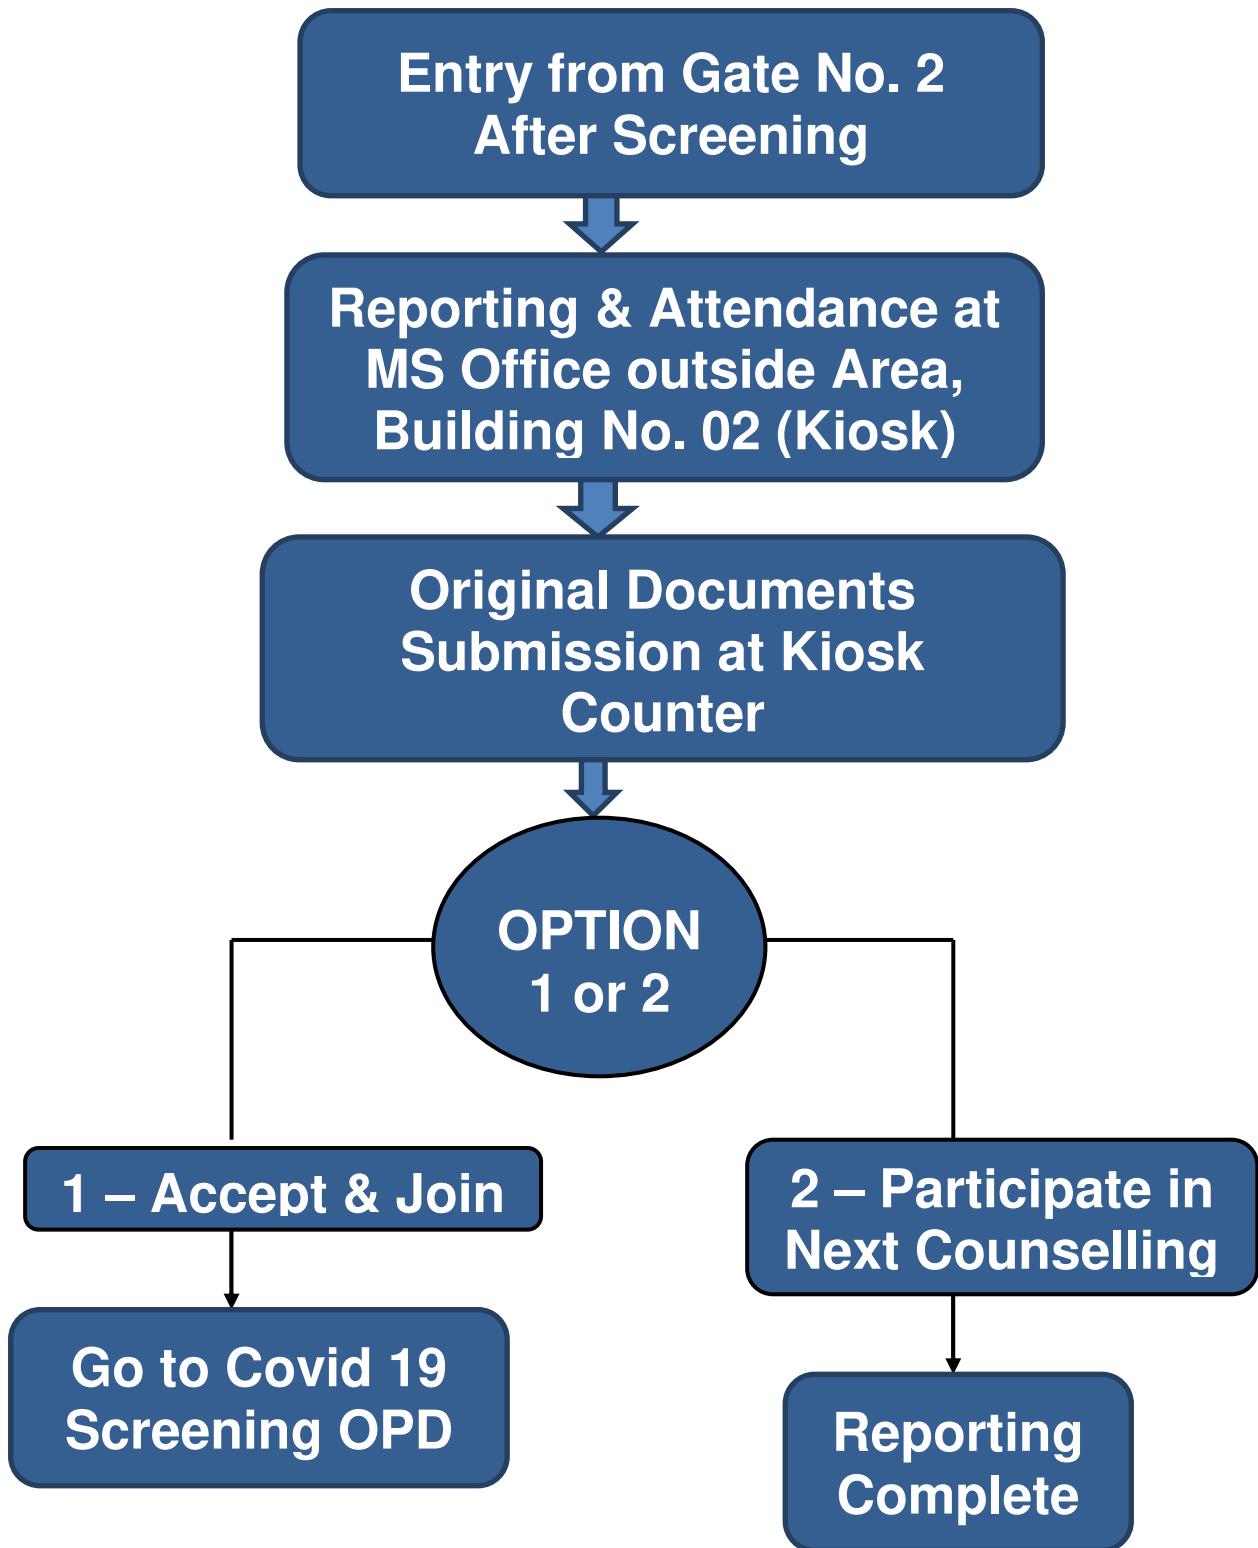 Entry from Gate No. 2
After Screening
Reporting & Attendance at
MS Office outside Area,
Building No. 02 (Kiosk)
Original Documents
Submission at Kiosk
Counter
OPTION
1 or 2
1 – Accept & Join
2 – Participate in
Next Counselling
Go to Covid 19
Screening OPD
Reporting
Complete